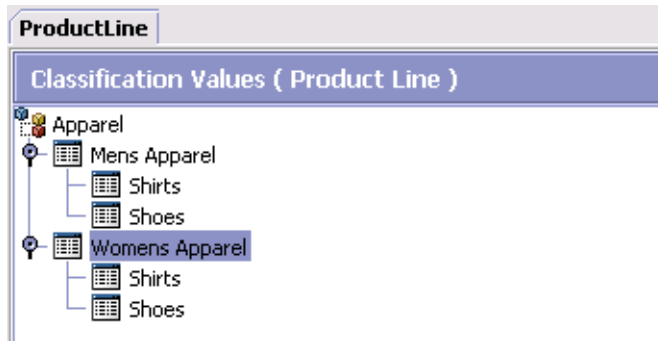 ProductLine
Classification Values ( Product Line )
Apparel
Mens Apparel
Shirts
Shoes
Womens Apparel
Shirts
Shoes